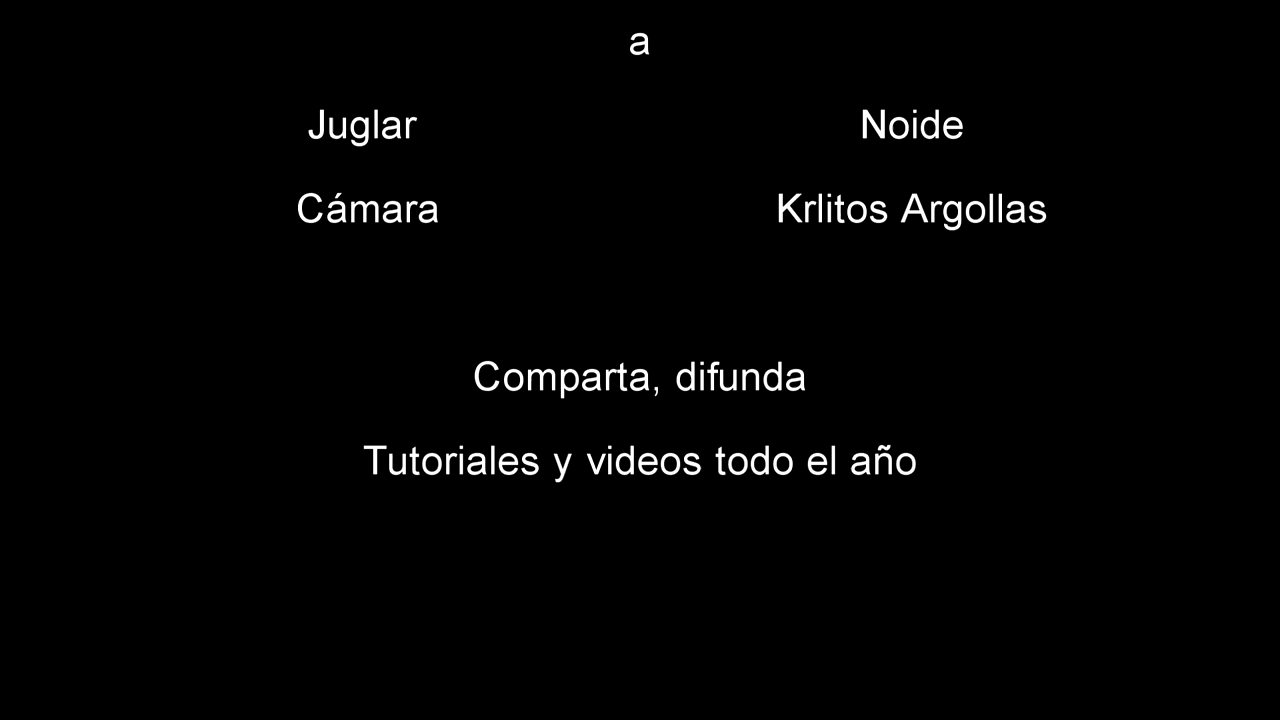 a
Juglar Noide
Cámara Krlitos Argollas
Comparta, difunda
Tutoriales y videos todo el año